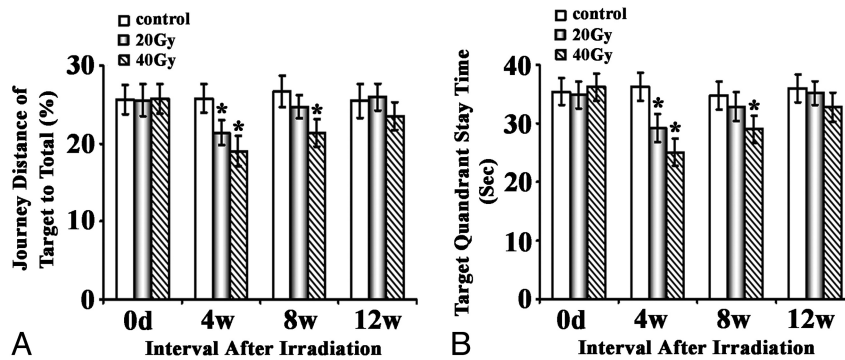 control
20Gy
40Gy
Journey Distance of
Target to Total (%)
30
20
10
0
* * *
0d 4w 8w 12w
Interval After Irradiation
A
control
20Gy
40Gy
Target Quandrant Stay Time
(Sec)
40
30
20
10
0
* * *
0d 4w 8w 12w
Interval After Irradiation
B